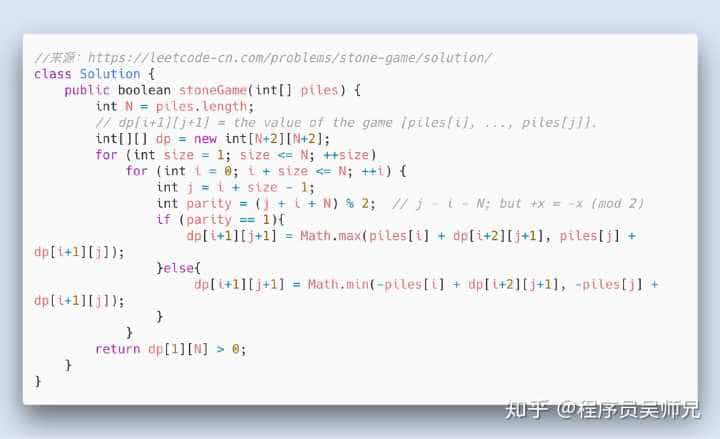 //来源: https://leetcode-cn.com/problems/stone-game/solution/
class Solution {
    public boolean stoneGame(int[] piles) {
        int N = piles.length;
        // dp[i+1][j+1] = the value of the game [piles[i], ..., piles[j]].
        int[][] dp = new int[N+2][N+2];
        for (int size = 1; size <= N; ++size)
            for (int i = 0; i + size <= N; ++i) {
                int j = i + size - 1;
                int parity = (j + i + N) % 2;  // j - i - N; but +x = -x (mod 2)
                if (parity == 1){
                    dp[i+1][j+1] = Math.max(piles[i] + dp[i+2][j+1], piles[j] +
dp[i+1][j]);
                }else{
                     dp[i+1][j+1] = Math.min(-piles[i] + dp[i+2][j+1], -piles[j] +
dp[i+1][j]);
                }
            }
        return dp[1][N] > 0;
    }
}
知乎 @程序员吴师兄